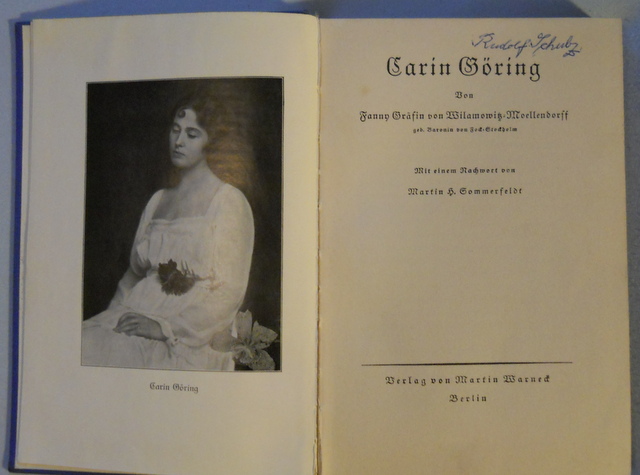 Carin Göring
Rudolf Schulz
Carin Göring
Von
Fanny Gräfin von Wilamowitz-Moellendorff
geb. Baronin von Fock-Stockholm
Mit einem Nachwort von
Martin H. Sommerfeldt
Verlag von Martin Warneck
Berlin